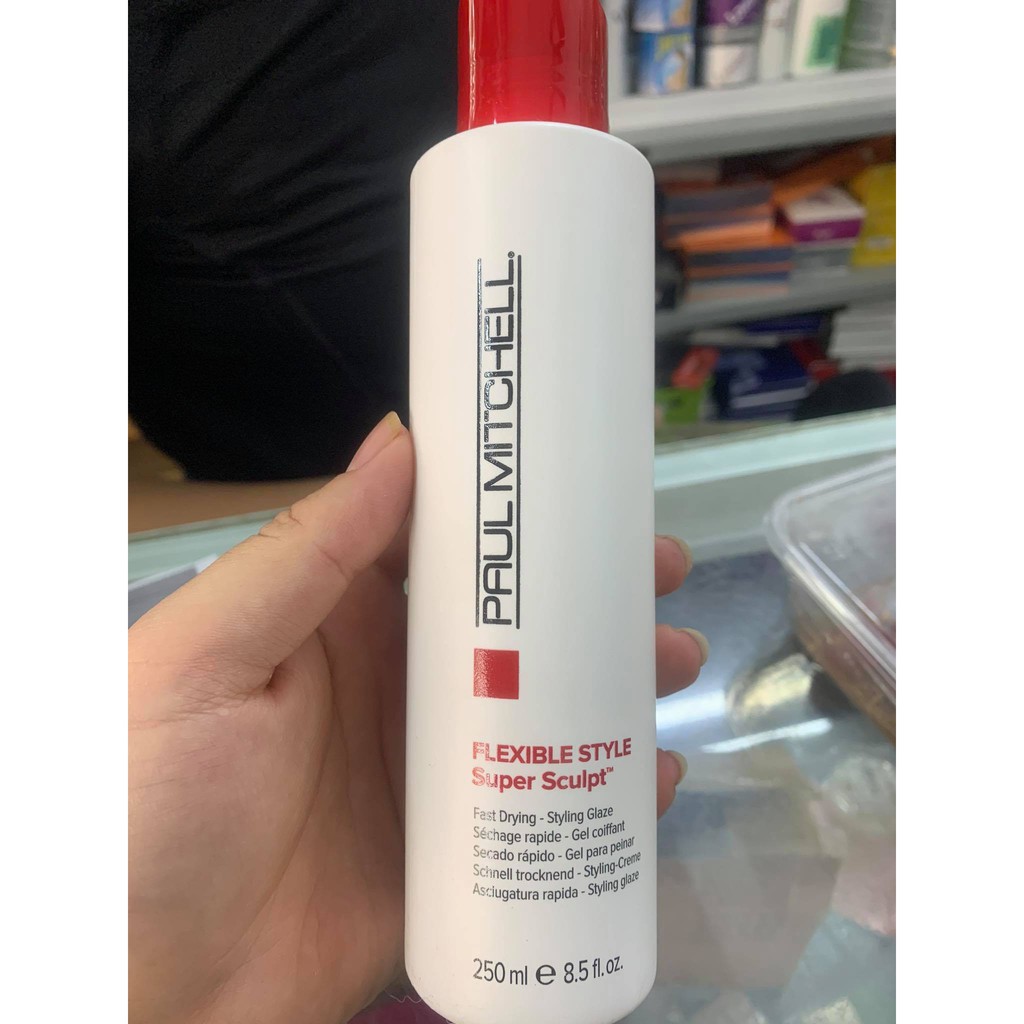 PAUL MITCHELL®
FLEXIBLE STYLE
Super Sculpt™
Fast Drying - Styling Glaze
Séchage rapide - Gel coiffant
Secado rápido - Gel para peinar
Schnell trocknend - Styling-Creme
Asciugatura rapida - Styling glaze
250 ml ℮ 8.5 fl. oz.